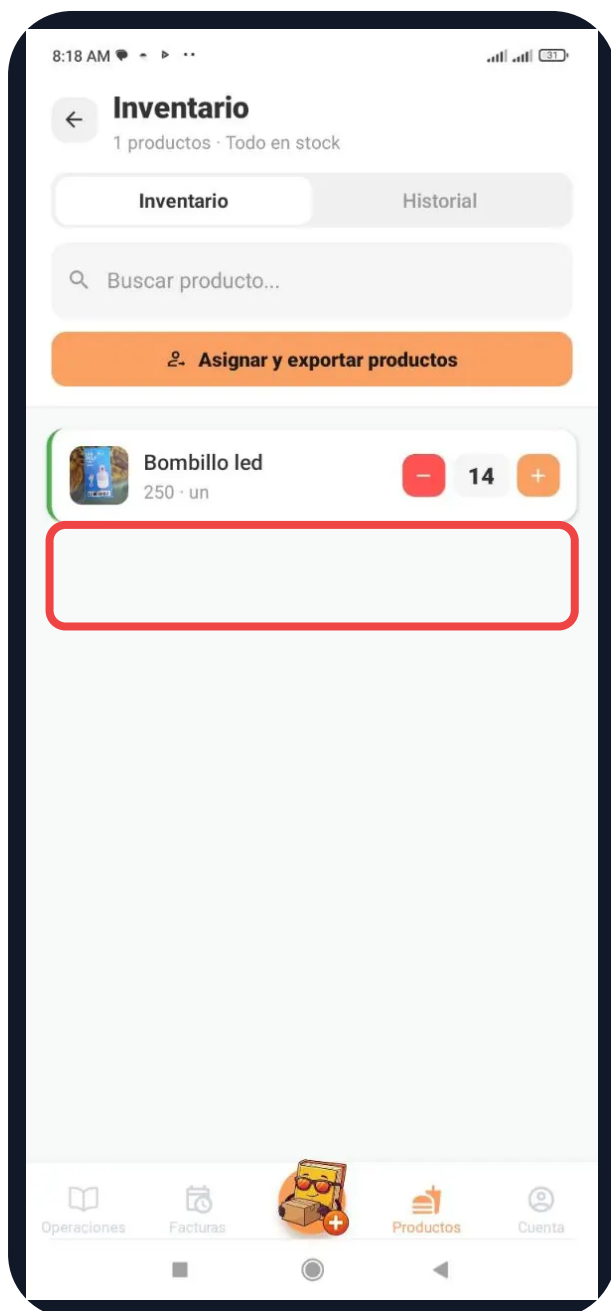 8:18 AM
31
Inventario
1 productos · Todo en stock
Inventario
Historial
Buscar producto...
Asignar y exportar productos
Bombillo led
250 · un
− 14 +
Operaciones
Facturas
Productos
Cuenta